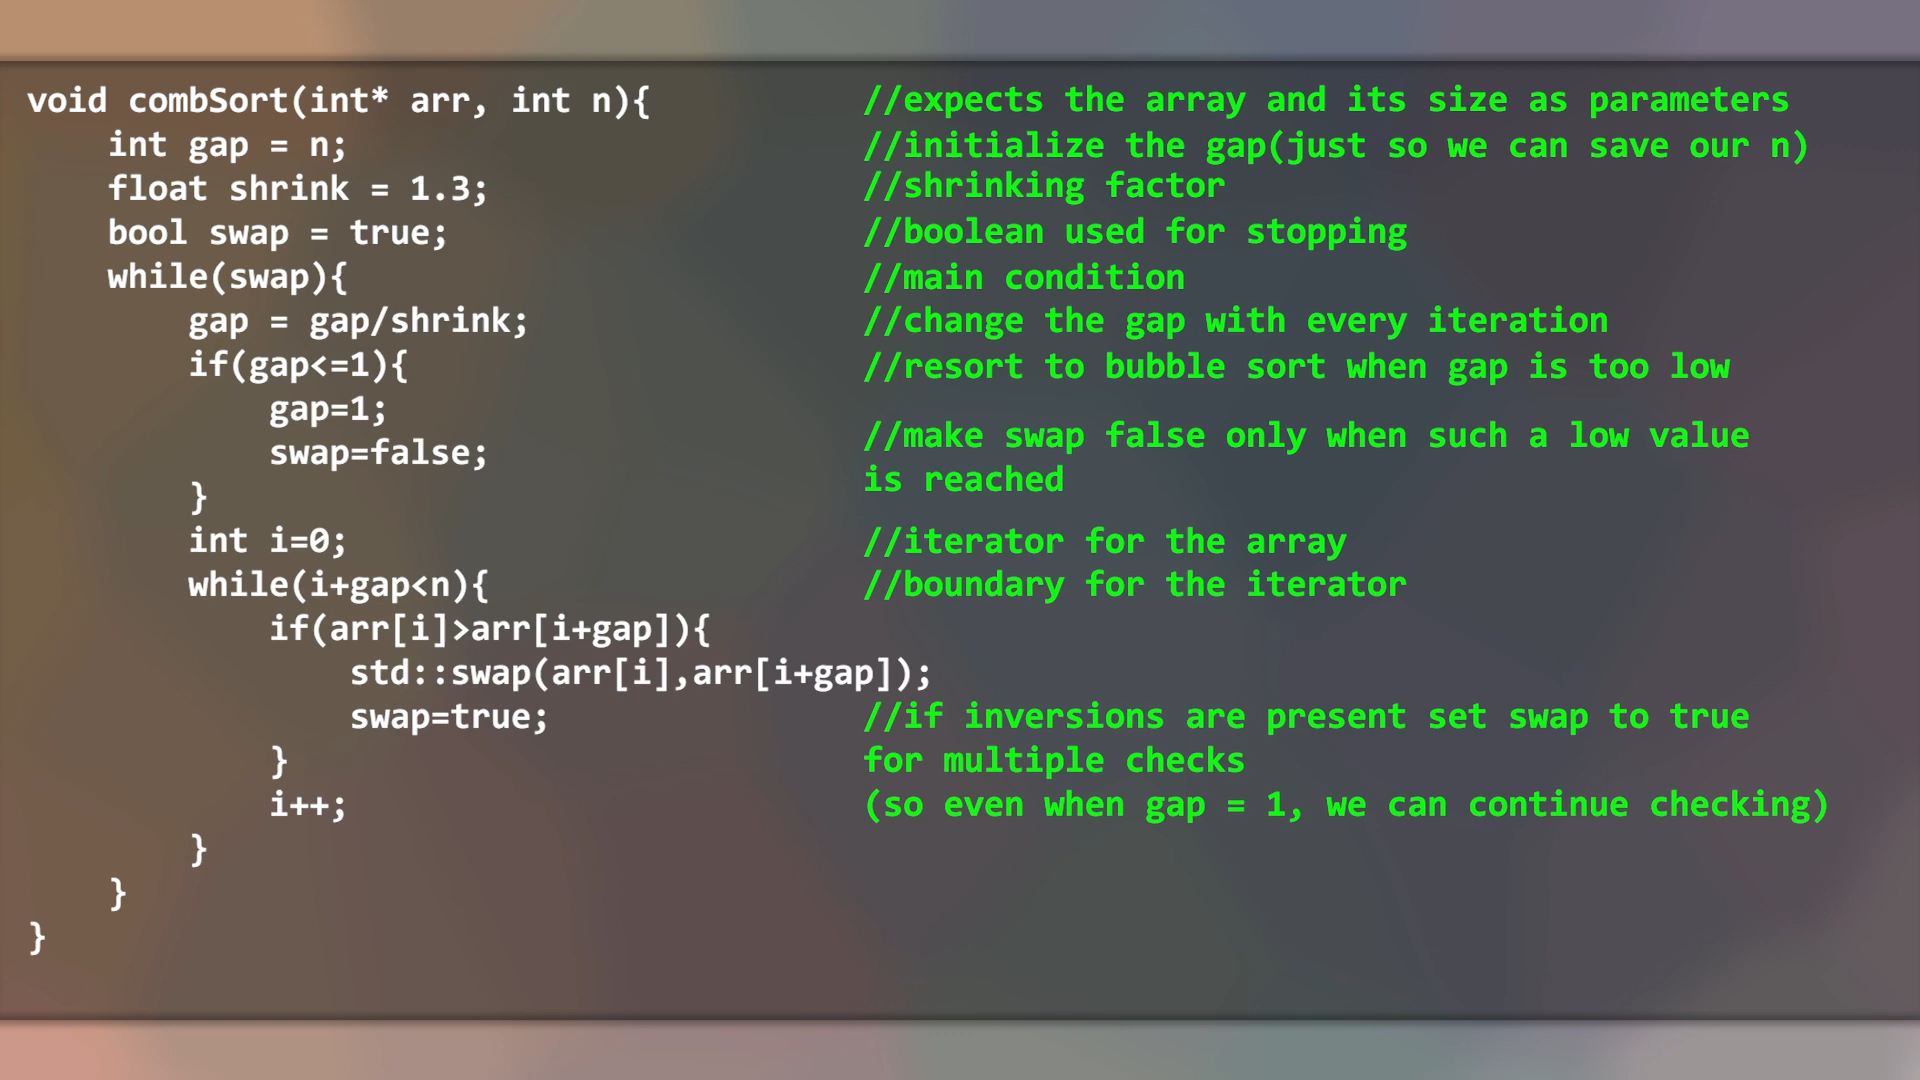 void combSort(int* arr, int n){ //expects the array and its size as parameters
int gap = n; //initialize the gap(just so we can save our n)
float shrink = 1.3; //shrinking factor
bool swap = true; //boolean used for stopping
while(swap){ //main condition
gap = gap/shrink; //change the gap with every iteration
if(gap<=1){ //resort to bubble sort when gap is too low
gap=1;
//make swap false only when such a low value
swap=false;
is reached
}
int i=0; //iterator for the array
while(i+gap<n){ //boundary for the iterator
if(arr[i]>arr[i+gap]){
std::swap(arr[i],arr[i+gap]);
swap=true; //if inversions are present set swap to true
} for multiple checks
i++; (so even when gap = 1, we can continue checking)
}
}
}